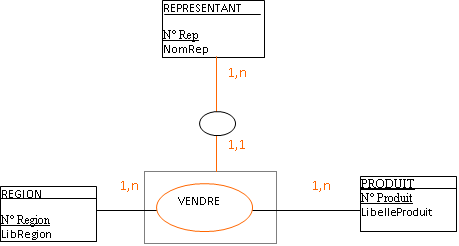 REPRESENTANT
N° Rep
NomRep
1,n
1,1
1,n
1,n
REGION
N° Region
LibRegion
VENDRE
PRODUIT
N° Produit
LibelleProduit